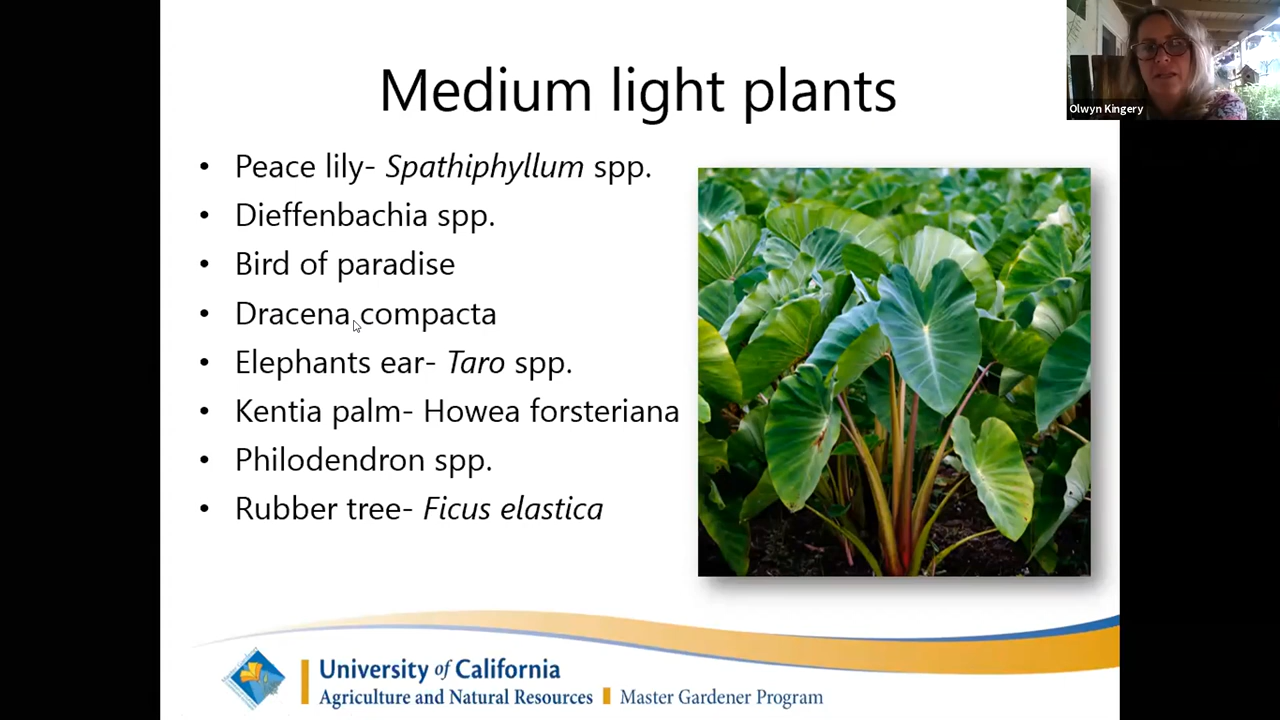 Medium light plants
• Peace lily- Spathiphyllum spp.
• Dieffenbachia spp.
• Bird of paradise
• Dracena compacta
• Elephants ear- Taro spp.
• Kentia palm- Howea forsteriana
• Philodendron spp.
• Rubber tree- Ficus elastica
Olwyn Kingery
University of California
Agriculture and Natural Resources Master Gardener Program